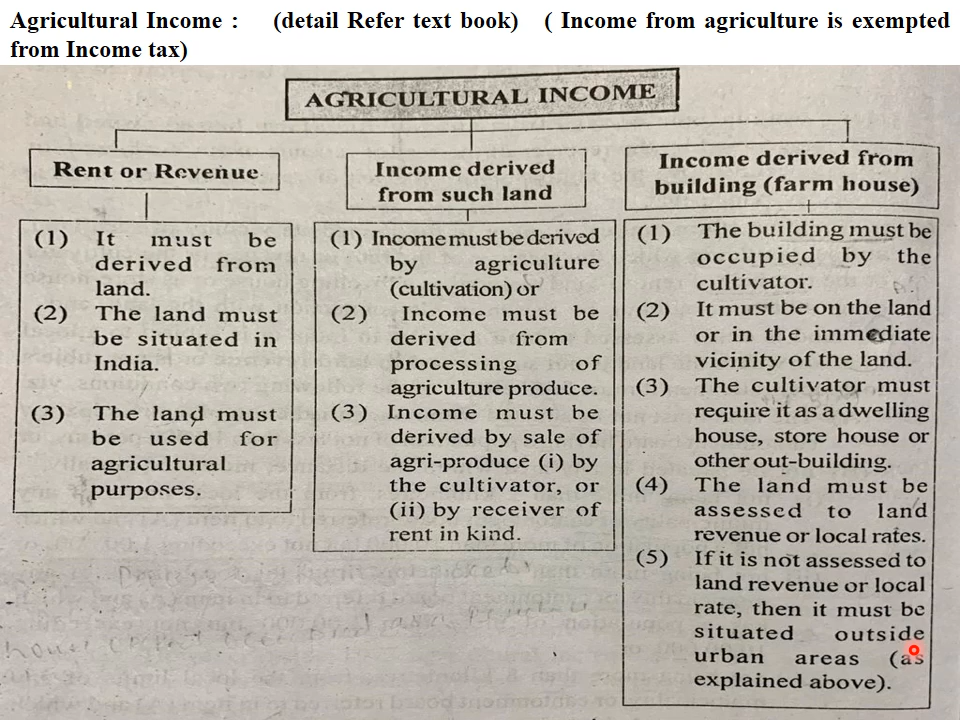 Agricultural Income : (detail Refer text book) ( Income from agriculture is exempted
from Income tax)
AGRICULTURAL INCOME
Rent or Revenue
(1) It must be
derived from
land.
(2) The land must
be situated in
India.
(3) The land must
be used for
agricultural
purposes.
Income derived
from such land
(1) Income must be derived
by agriculture
(cultivation) or
(2) Income must be
derived from
processing of
agriculture produce.
(3) Income must be
derived by sale of
agri-produce (i) by
the cultivator, or
(ii) by receiver of
rent in kind.
Income derived from
building (farm house)
(1) The building must be
occupied by the
cultivator.
(2) It must be on the land
or in the immediate
vicinity of the land.
(3) The cultivator must
require it as a dwelling
house, store house or
other out-building.
(4) The land must be
assessed to land
revenue or local rates.
(5) If it is not assessed to
land revenue or local
rate, then it must be
situated outside
urban areas (as
explained above).